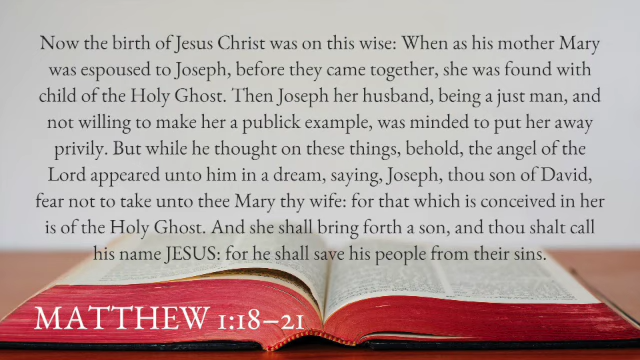 Now the birth of Jesus Christ was on this wise: When as his mother Mary
was espoused to Joseph, before they came together, she was found with
child of the Holy Ghost. Then Joseph her husband, being a just man, and
not willing to make her a publick example, was minded to put her away
privily. But while he thought on these things, behold, the angel of the
Lord appeared unto him in a dream, saying, Joseph, thou son of David,
fear not to take unto thee Mary thy wife: for that which is conceived in her
is of the Holy Ghost. And she shall bring forth a son, and thou shalt call
his name JESUS: for he shall save his people from their sins.
MATTHEW 1:18–21